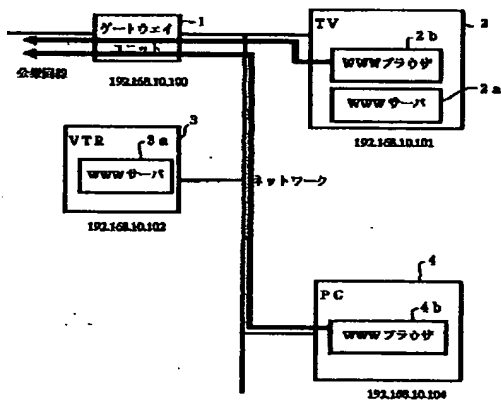 ゲートウェイ
ユニット
1
公衆回線
192.168.10.100
TV
2
2b
WWWブラウザ
2a
WWWサーバ
192.168.10.101
VTR
3
3a
WWWサーバ
192.168.10.102
ネットワーク
PC
4
4b
WWWブラウザ
192.168.10.104